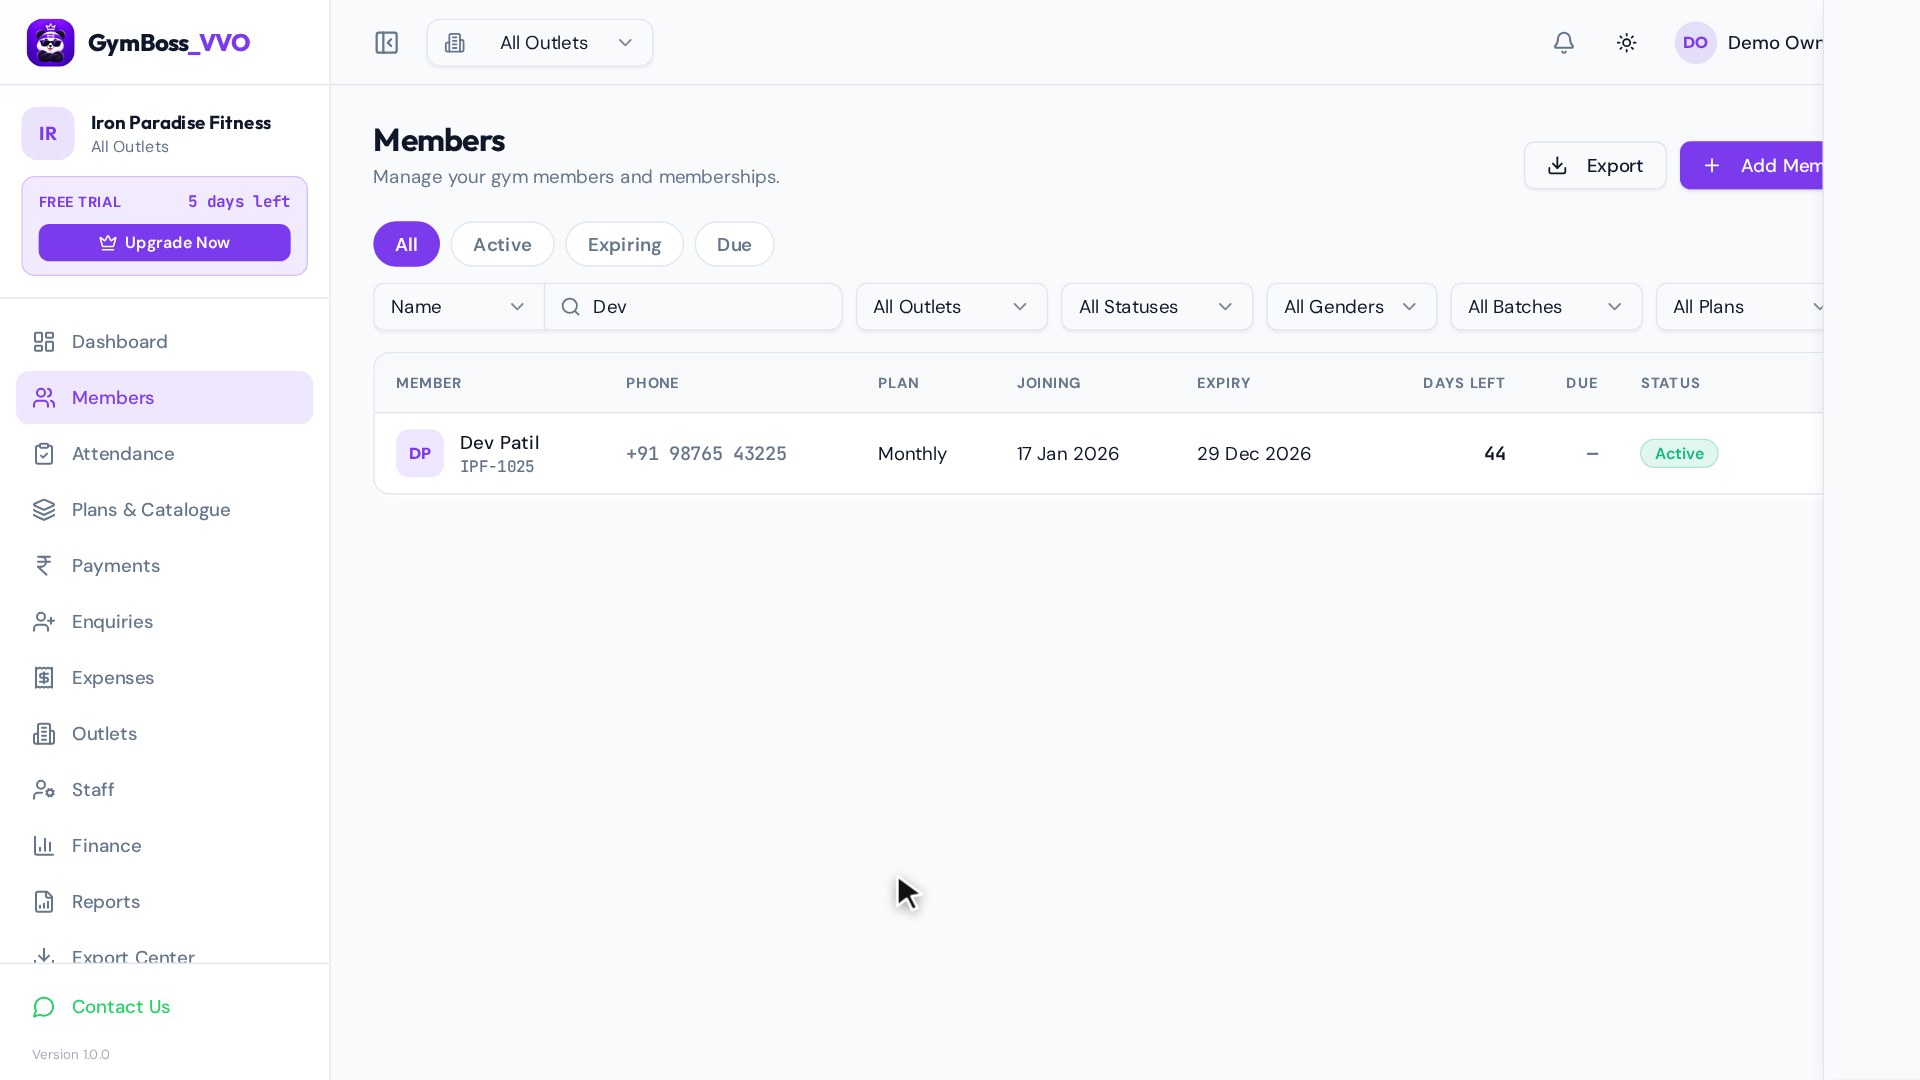 GymBoss_VVO
All Outlets
DO Demo Own
IR Iron Paradise Fitness
All Outlets
FREE TRIAL 5 days left
Upgrade Now
Dashboard
Members
Attendance
Plans & Catalogue
Payments
Enquiries
Expenses
Outlets
Staff
Finance
Reports
Export Center
Contact Us
Version 1.0.0
Members
Manage your gym members and memberships.
Export
Add Mem
All Active Expiring Due
Name Dev All Outlets All Statuses All Genders All Batches All Plans
MEMBER PHONE PLAN JOINING EXPIRY DAYS LEFT DUE STATUS
DP Dev Patil +91 98765 43225 Monthly 17 Jan 2026 29 Dec 2026 44 — Active
IPF-1025